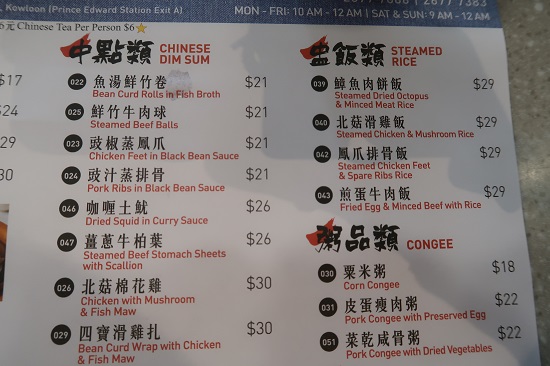 Kowloon (Prince Edward Station Exit A)
MON - FRI: 10 AM - 12 AM | SAT & SUN: 9 AM - 12 AM
Chinese Tea Per Person $6
中點類 CHINESE DIM SUM
022 魚湯鮮竹卷 $21
Bean Curd Rolls in Fish Broth
025 鮮竹牛肉球 $21
Steamed Beef Balls
023 豉椒蒸鳳爪 $21
Chicken Feet in Black Bean Sauce
024 豉汁蒸排骨 $21
Pork Ribs in Black Bean Sauce
046 咖喱土魷 $26
Dried Squid in Curry Sauce
047 薑蔥牛柏葉 $26
Steamed Beef Stomach Sheets
with Scallion
026 北菇棉花雞 $30
Chicken with Mushroom
& Fish Maw
029 四寶滑雞扎 $30
Bean Curd Wrap with Chicken
& Fish Maw
盅飯類 STEAMED RICE
039 鱆魚肉餅飯 $29
Steamed Dried Octopus
& Minced Meat Rice
040 北菇滑雞飯 $29
Steamed Chicken & Mushroom Rice
042 鳳爪排骨飯 $29
Steamed Chicken Feet
& Spare Ribs Rice
043 煎蛋牛肉飯 $29
Fried Egg & Minced Beef with Rice
粥品類 CONGEE
030 粟米粥 $18
Corn Congee
031 皮蛋瘦肉粥 $22
Pork Congee with Preserved Egg
051 菜乾咸骨粥 $22
Pork Congee with Dried Vegetables
$17